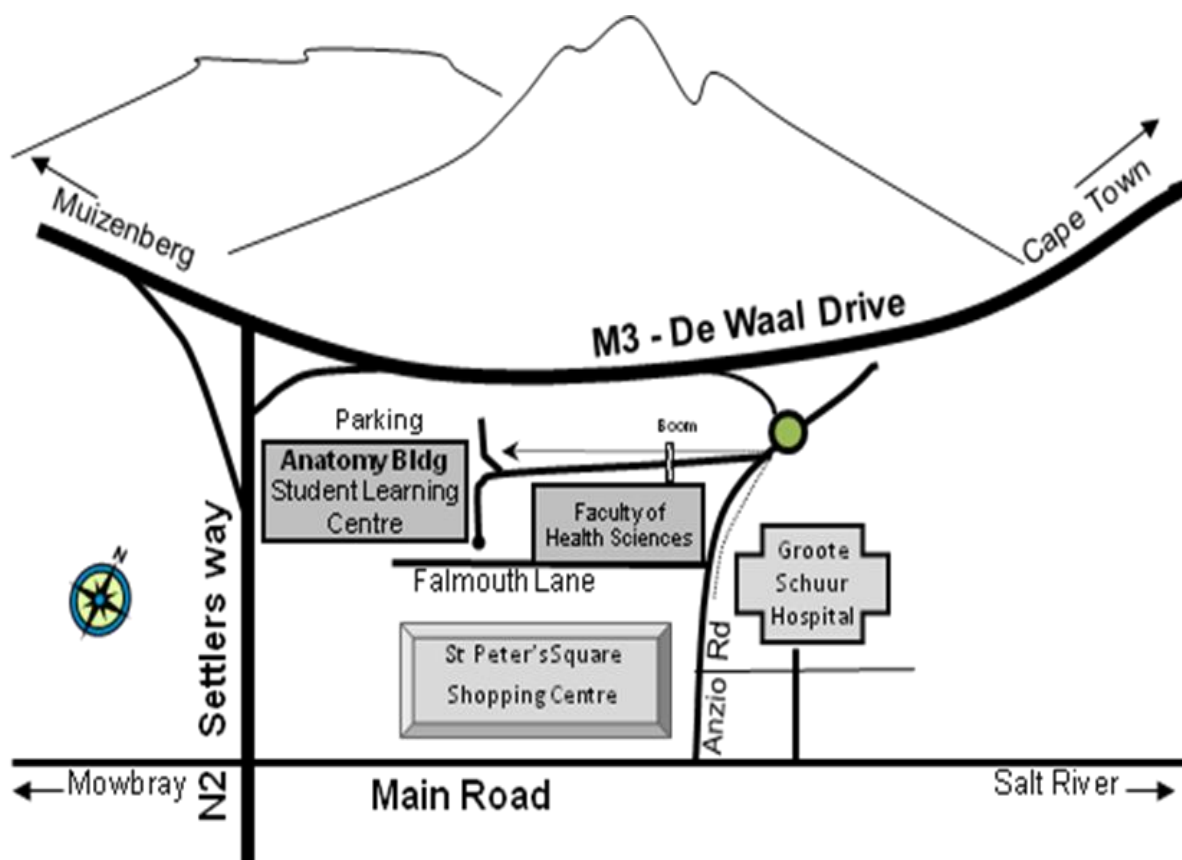 Muizenberg
Cape Town
M3 - De Waal Drive
Parking
Boom
Anatomy Bldg
Student Learning
Centre
Faculty of
Health Sciences
Groote
Schuur
Hospital
Falmouth Lane
N
St Peter's Square
Shopping Centre
Anzio Rd
N2 Settlers way
Mowbray
Main Road
Salt River